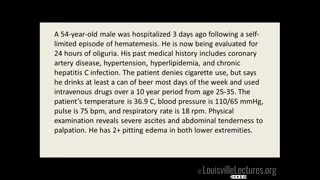 A 54-year-old male was hospitalized 3 days ago following a self-
limited episode of hematemesis. He is now being evaluated for
24 hours of oliguria. His past medical history includes coronary
artery disease, hypertension, hyperlipidemia, and chronic
hepatitis C infection. The patient denies cigarette use, but says
he drinks at least a can of beer most days of the week and used
intravenous drugs over a 10 year period from age 25-35. The
patient's temperature is 36.9 C, blood pressure is 110/65 mmHg,
pulse is 75 bpm, and respiratory rate is 18 rpm. Physical
examination reveals severe ascites and abdominal tenderness to
palpation. He has 2+ pitting edema in both lower extremities.
LouisvilleLectures.org